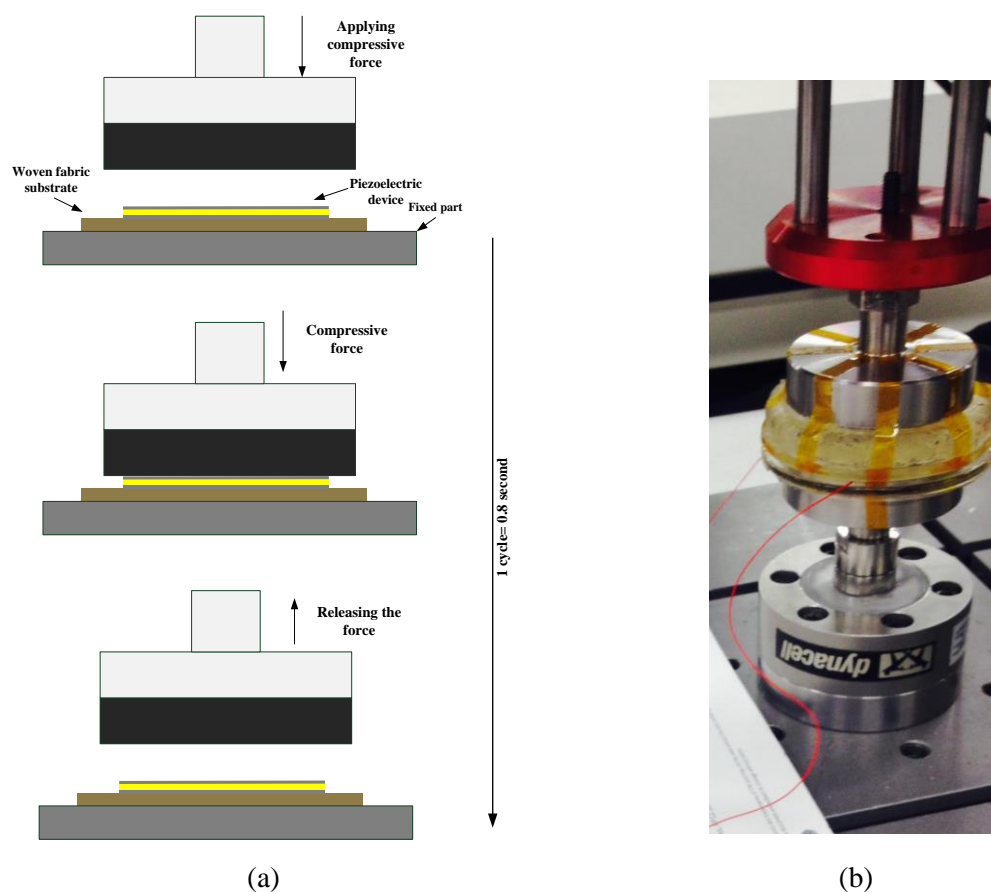 Applying
compressive
force
Woven fabric
substrate
Piezoelectric
device
Fixed part
Compressive
force
1 cycle= 0.8 second
Releasing the
force
dynacell
(a)
(b)